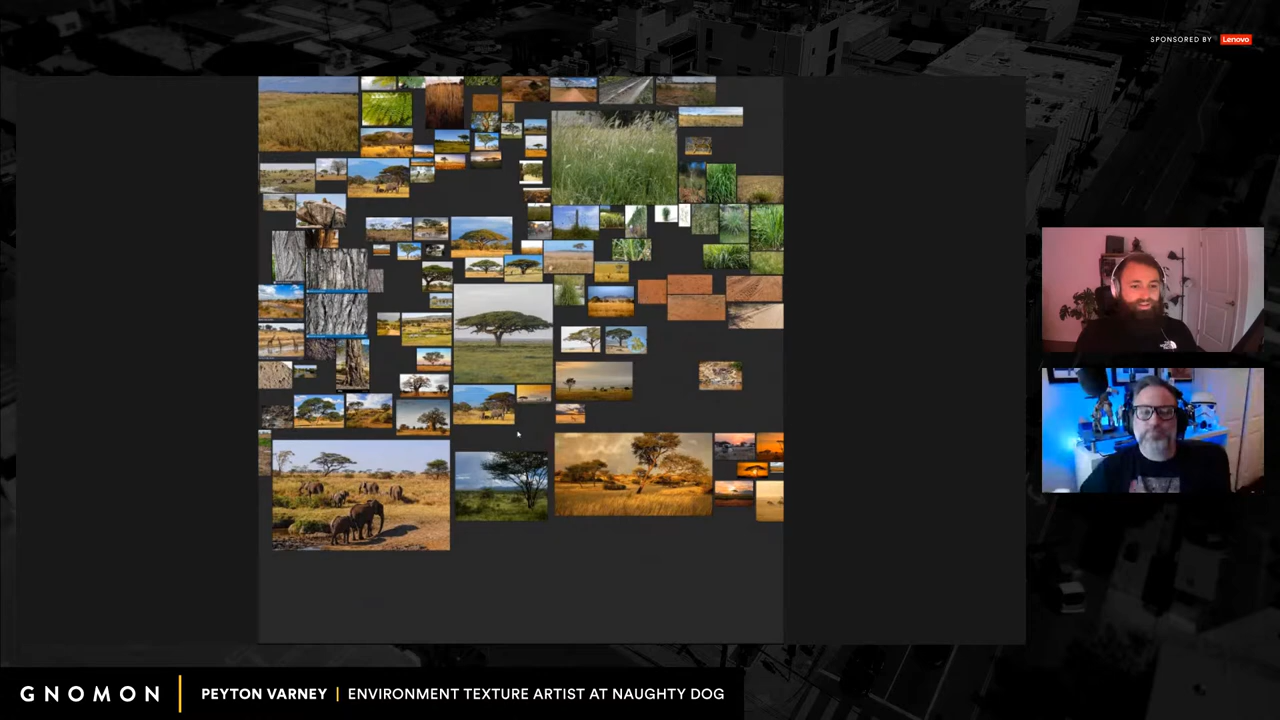 SPONSORED BY Lenovo
GNOMON | PEYTON VARNEY | ENVIRONMENT TEXTURE ARTIST AT NAUGHTY DOG